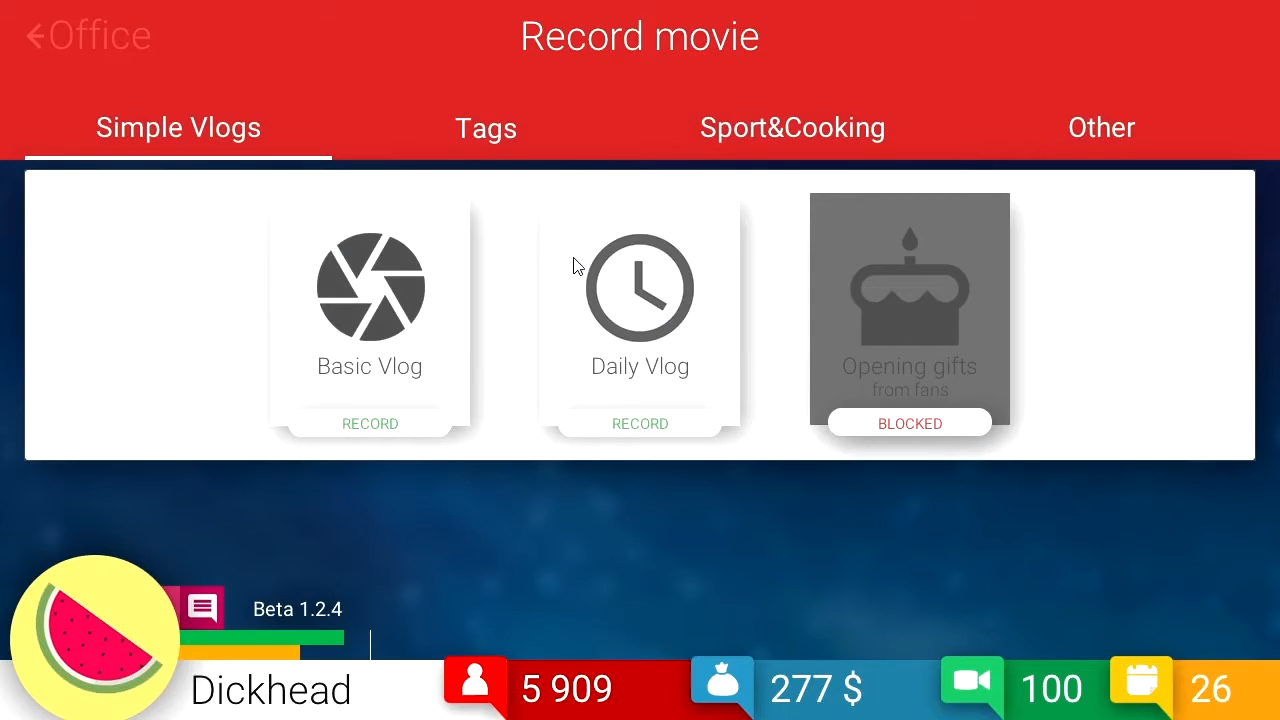 Office
Record movie
Simple Vlogs
Tags
Sport&Cooking
Other
Basic Vlog
RECORD
Daily Vlog
RECORD
Opening gifts
from fans
BLOCKED
Beta 1.2.4
Dickhead
5 909
277 $
100
26